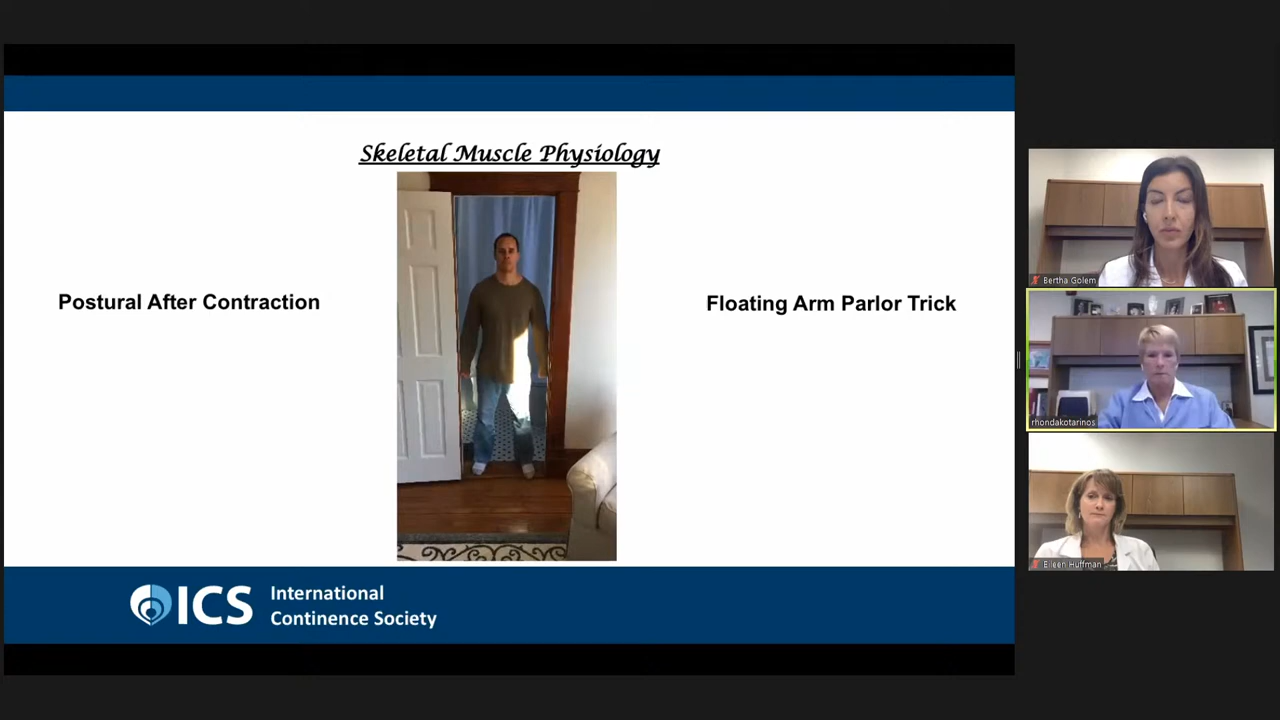 Skeletal Muscle Physiology
Postural After Contraction
Floating Arm Parlor Trick
ICS
International
Continence Society
Bertha Golem
rhondakotarinos
Eileen Huffman